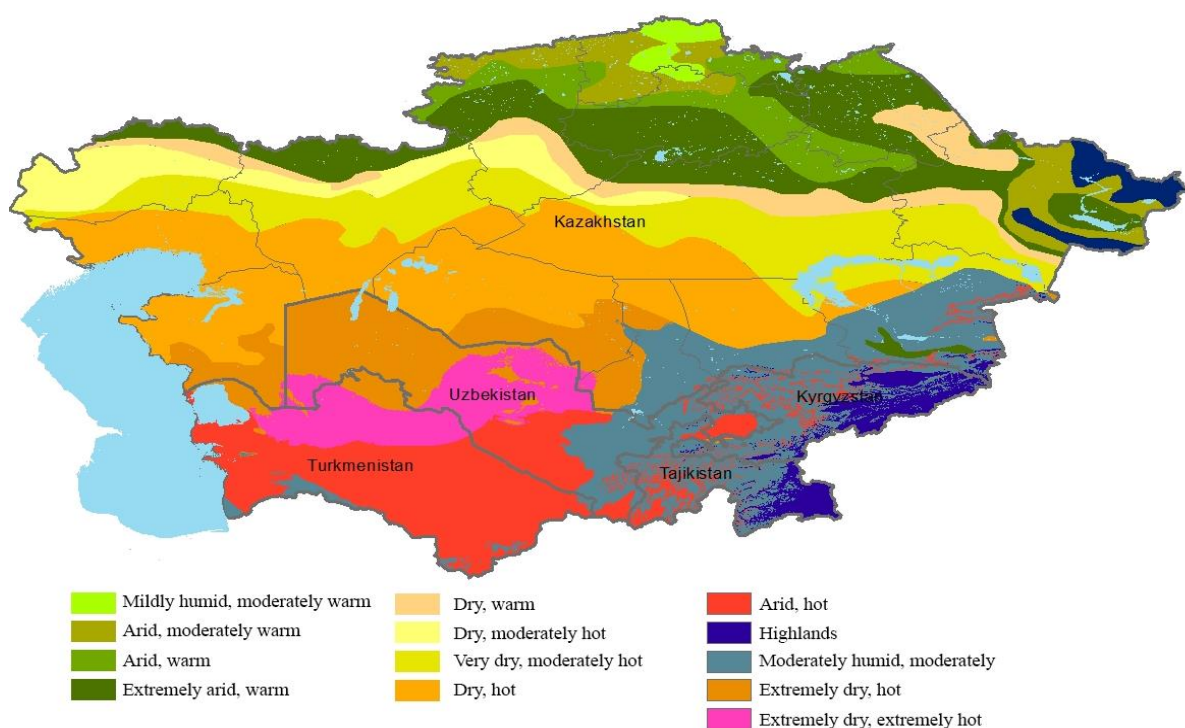 Kazakhstan
Uzbekistan
Kyrgyzstan
Turkmenistan
Tajikistan
Mildly humid, moderately warm
Arid, moderately warm
Arid, warm
Extremely arid, warm
Dry, warm
Dry, moderately hot
Very dry, moderately hot
Dry, hot
Arid, hot
Highlands
Moderately humid, moderately
Extremely dry, hot
Extremely dry, extremely hot